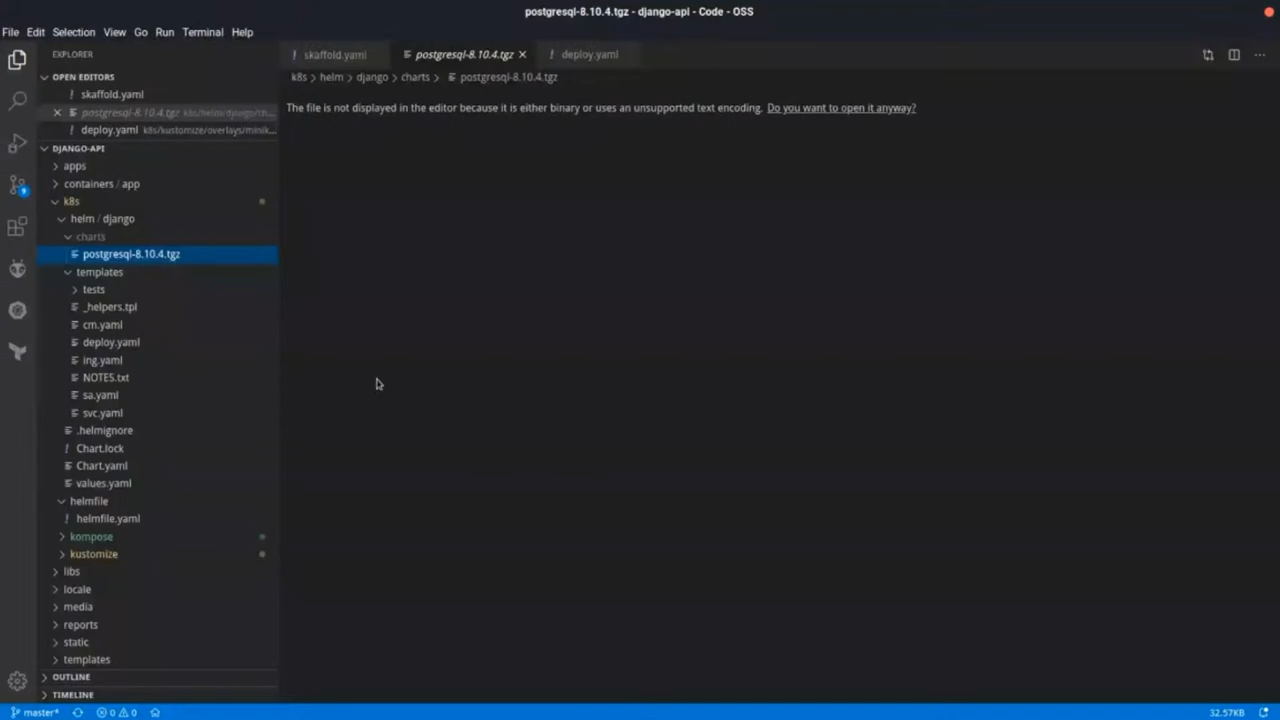 postgresql-8.10.4.tgz - django-api - Code - OSS
File Edit Selection View Go Run Terminal Help
EXPLORER
OPEN EDITORS
skaffold.yaml
postgresql-8.10.4.tgz k8s/helm/django/ch...
deploy.yaml k8s/kustomize/overlays/minik...
DJANGO-API
apps
containers / app
k8s
helm / django
charts
postgresql-8.10.4.tgz
templates
tests
_helpers.tpl
cm.yaml
deploy.yaml
ing.yaml
NOTES.txt
sa.yaml
svc.yaml
.helmignore
Chart.lock
Chart.yaml
values.yaml
helmfile
helmfile.yaml
kompose
kustomize
libs
locale
media
reports
static
templates
OUTLINE
TIMELINE
skaffold.yaml postgresql-8.10.4.tgz deploy.yaml
k8s > helm > django > charts > postgresql-8.10.4.tgz
The file is not displayed in the editor because it is either binary or uses an unsupported text encoding. Do you want to open it anyway?
9
master* 0 0 32.57KB